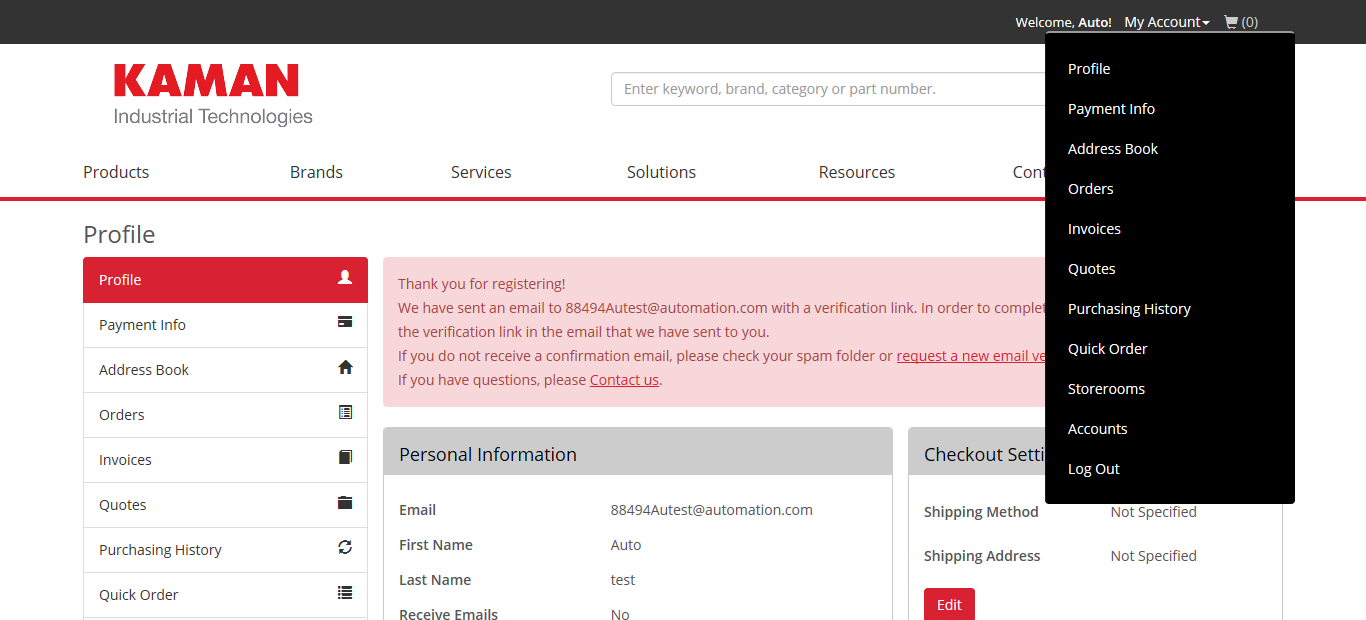 Welcome, Auto! My Account (0)
KAMAN
Industrial Technologies
Enter keyword, brand, category or part number.
Products Brands Services Solutions Resources Cont
Profile
Payment Info
Address Book
Orders
Invoices
Quotes
Purchasing History
Quick Order
Storerooms
Accounts
Log Out
Profile
Profile
Payment Info
Address Book
Orders
Invoices
Quotes
Purchasing History
Quick Order
Thank you for registering!
We have sent an email to 88494Autest@automation.com with a verification link. In order to complet
the verification link in the email that we have sent to you.
If you do not receive a confirmation email, please check your spam folder or request a new email ve
If you have questions, please Contact us.
Personal Information
Email 88494Autest@automation.com
First Name Auto
Last Name test
Receive Emails No
Checkout Setti
Shipping Method Not Specified
Shipping Address Not Specified
Edit